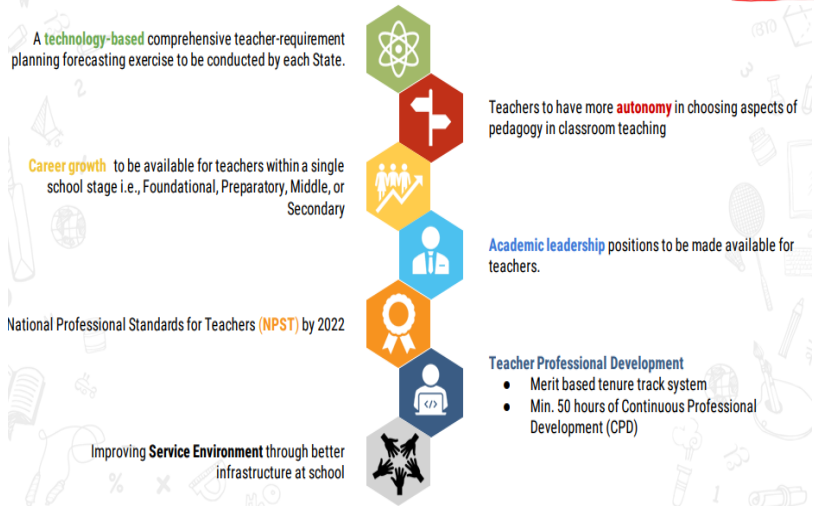 A technology-based comprehensive teacher-requirement
planning forecasting exercise to be conducted by each State.
Teachers to have more autonomy in choosing aspects of
pedagogy in classroom teaching
Career growth to be available for teachers within a single
school stage i.e., Foundational, Preparatory, Middle, or
Secondary
Academic leadership positions to be made available for
teachers.
National Professional Standards for Teachers (NPST) by 2022
Teacher Professional Development
● Merit based tenure track system
● Min. 50 hours of Continuous Professional
Development (CPD)
Improving Service Environment through better
infrastructure at school